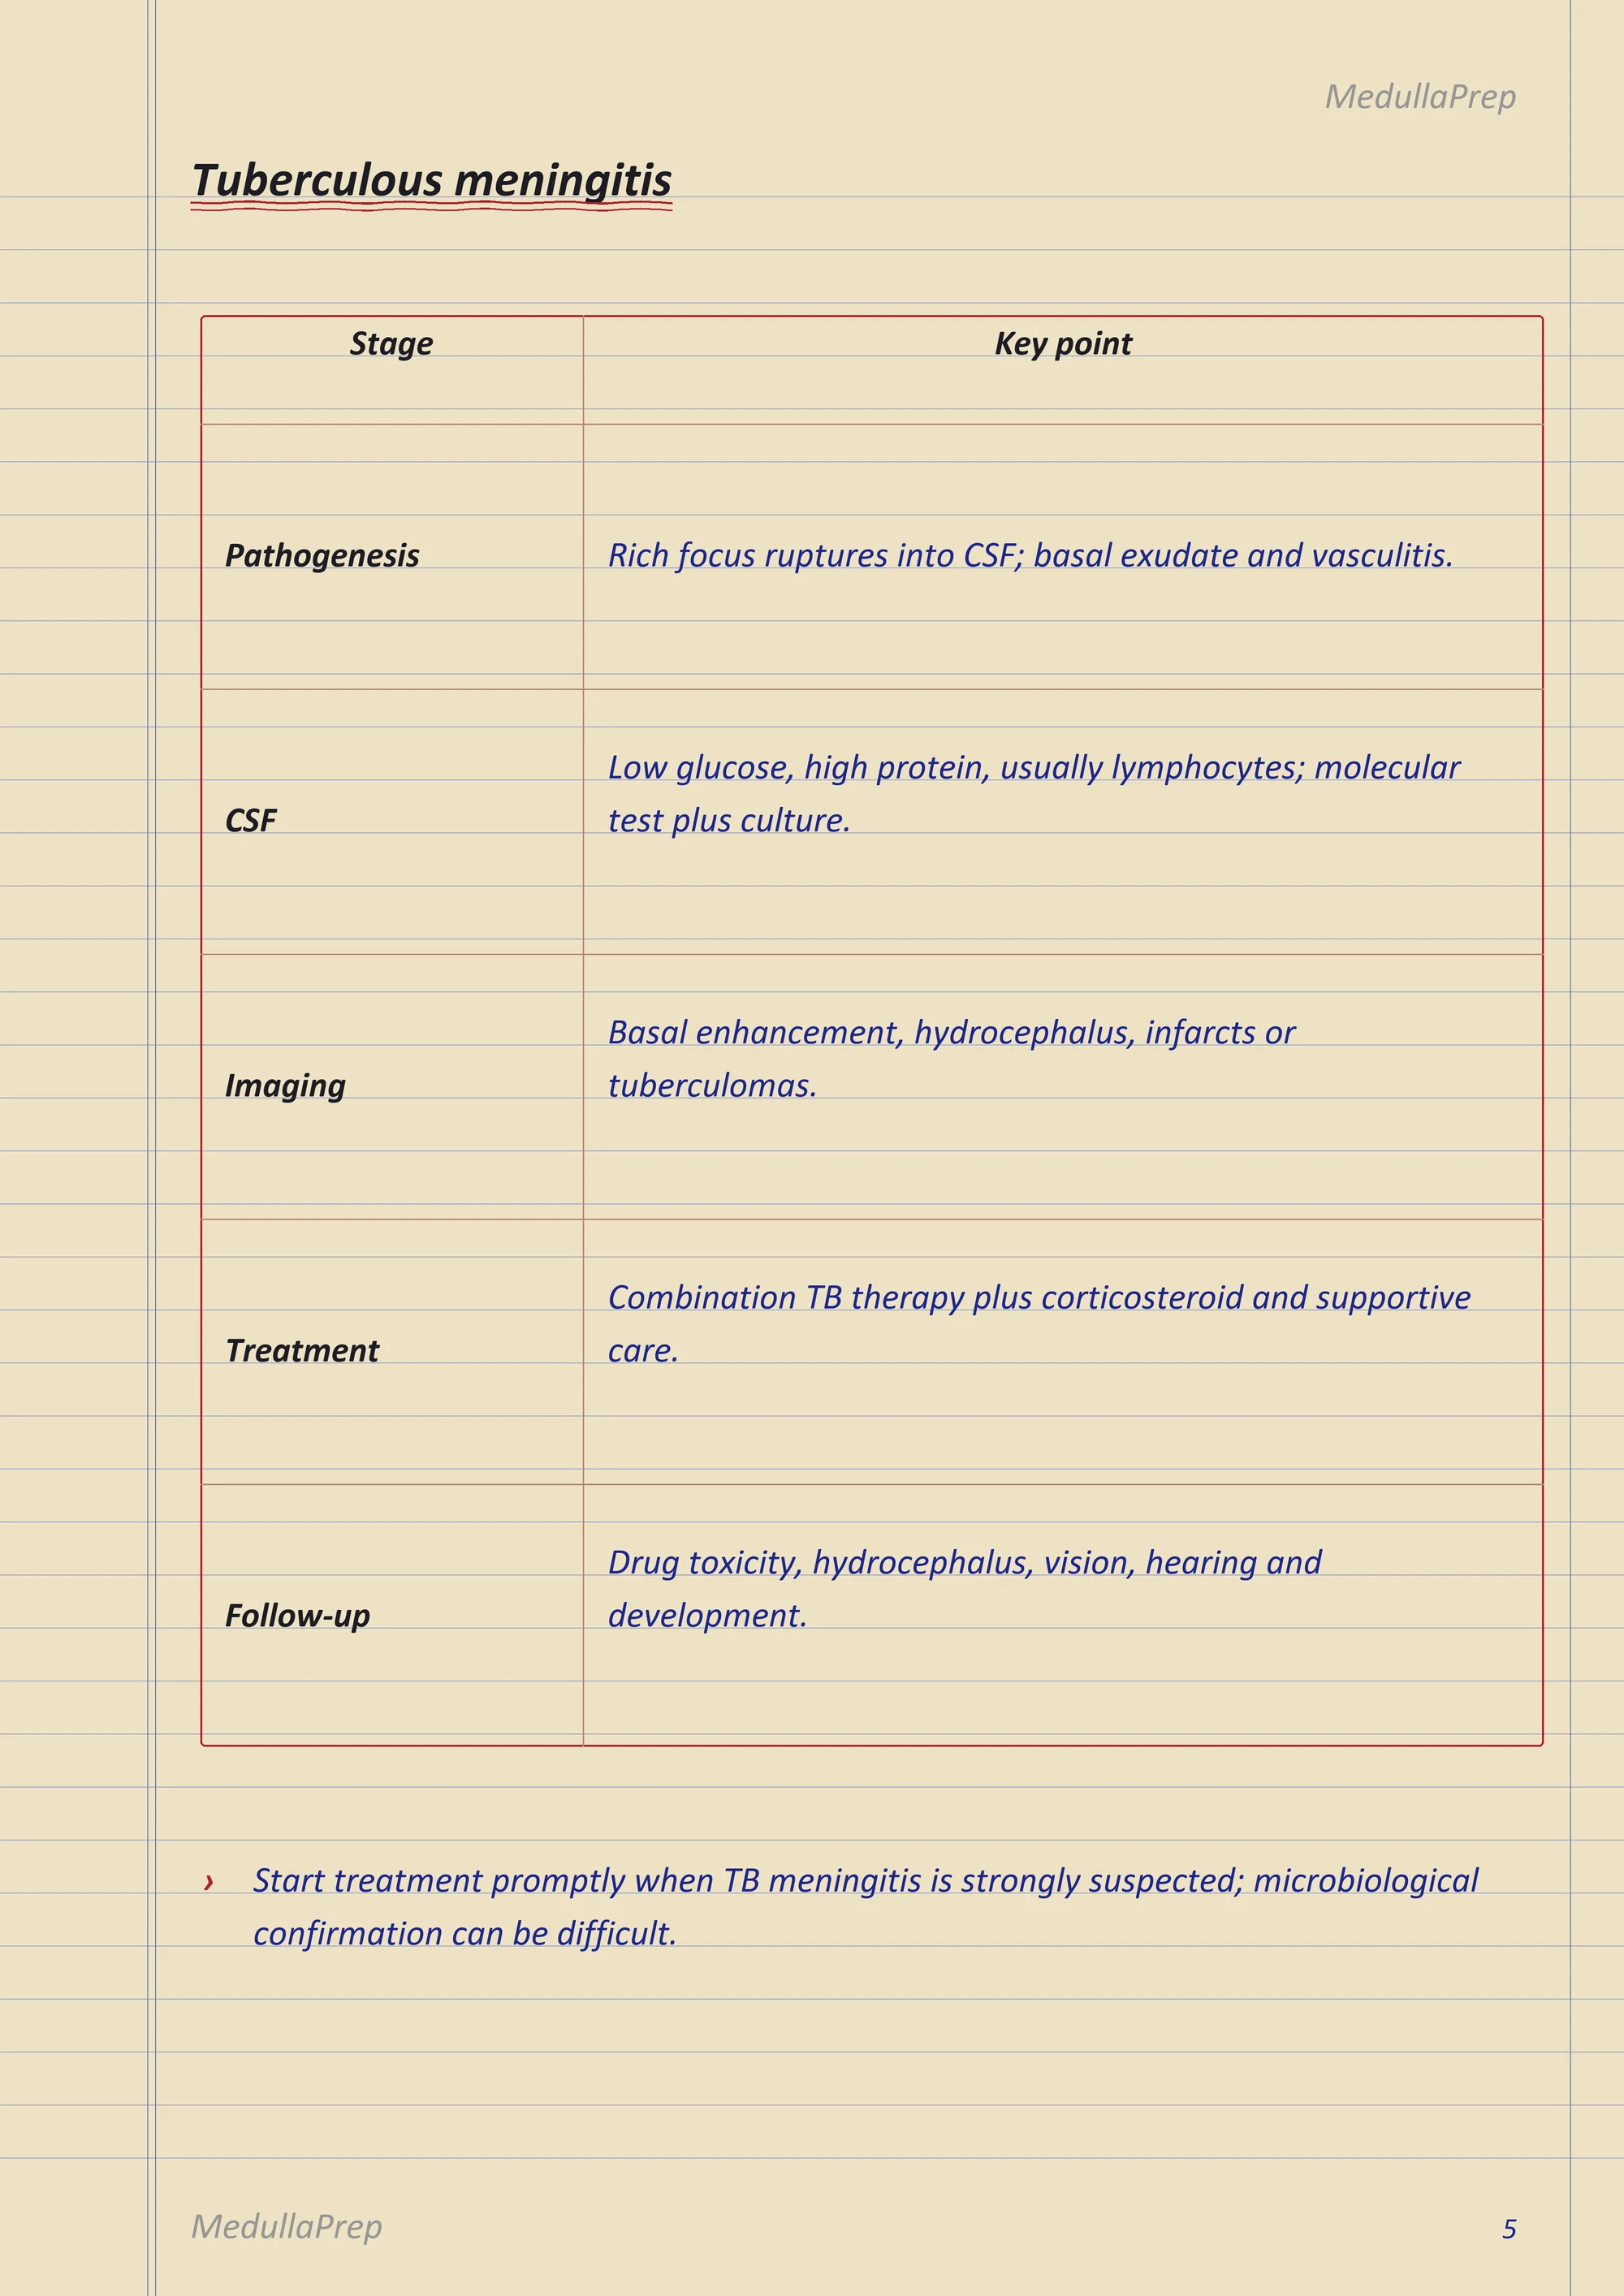 MedullaPrep
Tuberculous meningitis
Stage Key point
Pathogenesis Rich focus ruptures into CSF; basal exudate and vasculitis.
Low glucose, high protein, usually lymphocytes; molecular
CSF test plus culture.
Basal enhancement, hydrocephalus, infarcts or
Imaging tuberculomas.
Combination TB therapy plus corticosteroid and supportive
Treatment care.
Drug toxicity, hydrocephalus, vision, hearing and
Follow-up development.
› Start treatment promptly when TB meningitis is strongly suspected; microbiological
confirmation can be difficult.
MedullaPrep 5